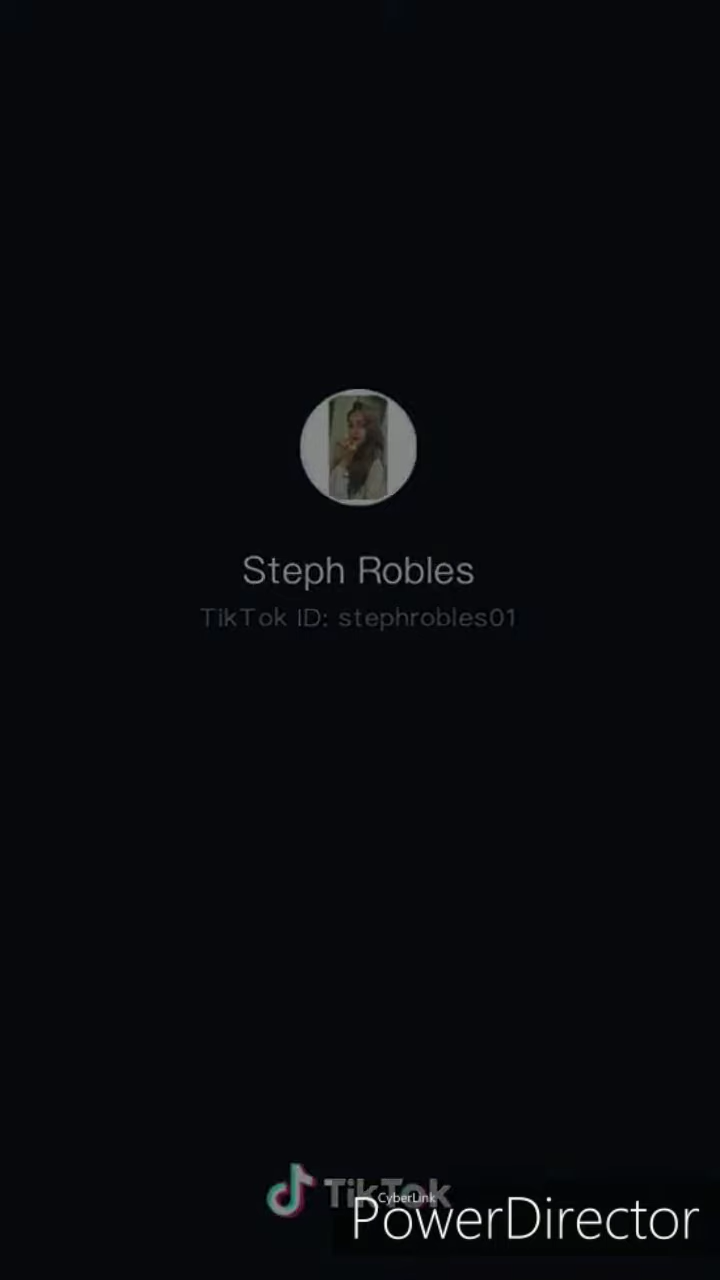 Steph Robles
TikTok ID: stephrobles01
TikTok
CyberLink
PowerDirector